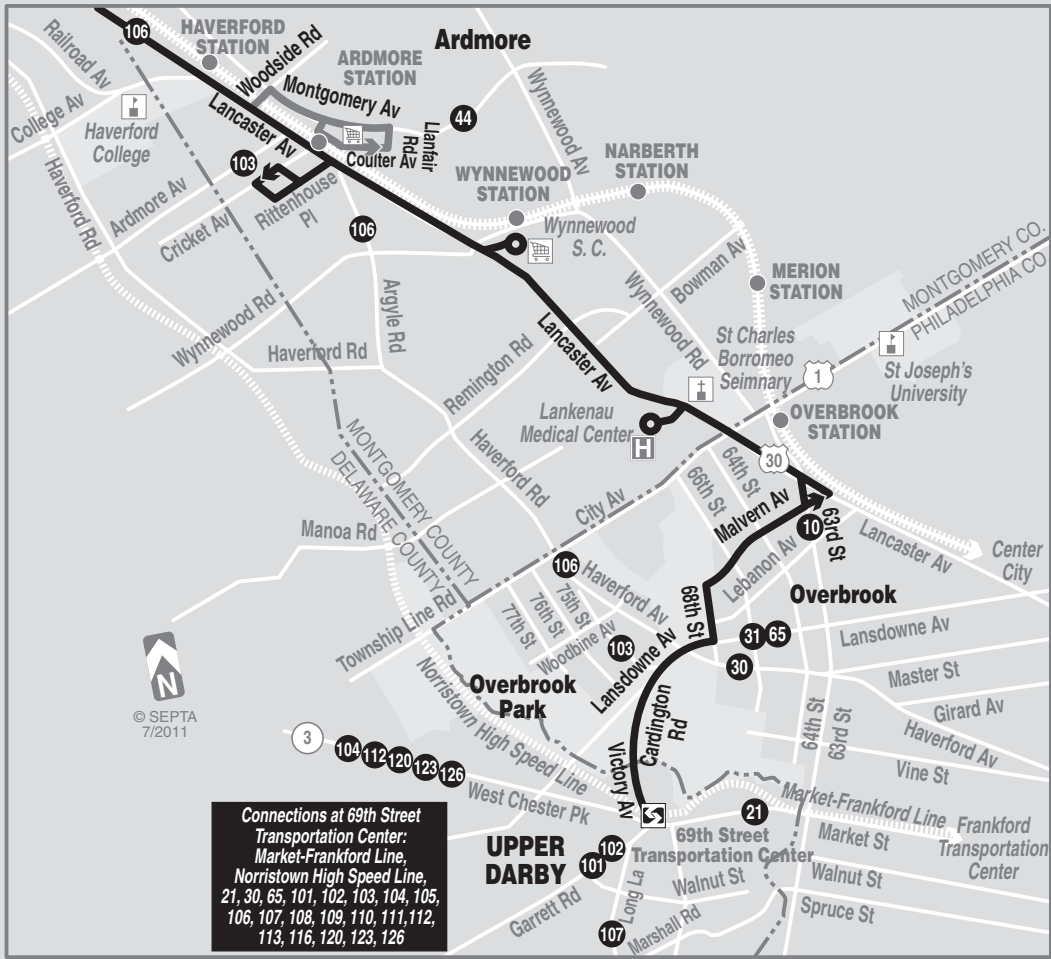 106
HAVERFORD
STATION
Woodside Rd
ARDMORE
STATION
Ardmore
Railroad Av
Montgomery Av
Wynnewood Av
College Av
Haverford
College
Lancaster Av
44
Llanfair
Rd
Coulter Av
103
NARBERTH
STATION
WYNNEWOOD
STATION
Haverford Rd
Ardmore Av
Rittenhouse
Pl
Cricket Av
106
Wynnewood
S. C.
Bowman Av
MERION
STATION
MONTGOMERY CO.
PHILADELPHIA CO
Wynnewood Rd
Argyle Rd
Wynnewood Rd
Lancaster Av
St Charles
Borromeo
Seimnary
1
St Joseph's
University
Haverford Rd
Remington Rd
Lankenau
Medical Center
H
OVERBROOK
STATION
30
MONTGOMERY COUNTY
DELAWARE COUNTY
Haverford Rd
City Av
66th St
64th St
Malvern Av
63rd St
10
Lancaster Av
Center
City
Manoa Rd
Lebanon Av
106
Haverford Av
68th St
Overbrook
Township Line Rd
77th St
76th St
75th St
Woodbine Av
103
Lansdowne Av
31
65
30
Lansdowne Av
Master St
Girard Av
Haverford Av
N
© SEPTA
7/2011
Overbrook
Park
Norristown High Speed Line
Cardington
Rd
Victory Av
64th St
63rd St
Vine St
3
104
112
120
123
126
West Chester Pk
Market-Frankford Line
Frankford
Transportation
Center
21
Market St
69th Street
Transportation Center
UPPER
DARBY
102
101
Walnut St
Walnut St
Spruce St
Garrett Rd
Long La
107
Marshall Rd
Connections at 69th Street
Transportation Center:
Market-Frankford Line,
Norristown High Speed Line,
21, 30, 65, 101, 102, 103, 104, 105,
106, 107, 108, 109, 110, 111,112,
113, 116, 120, 123, 126